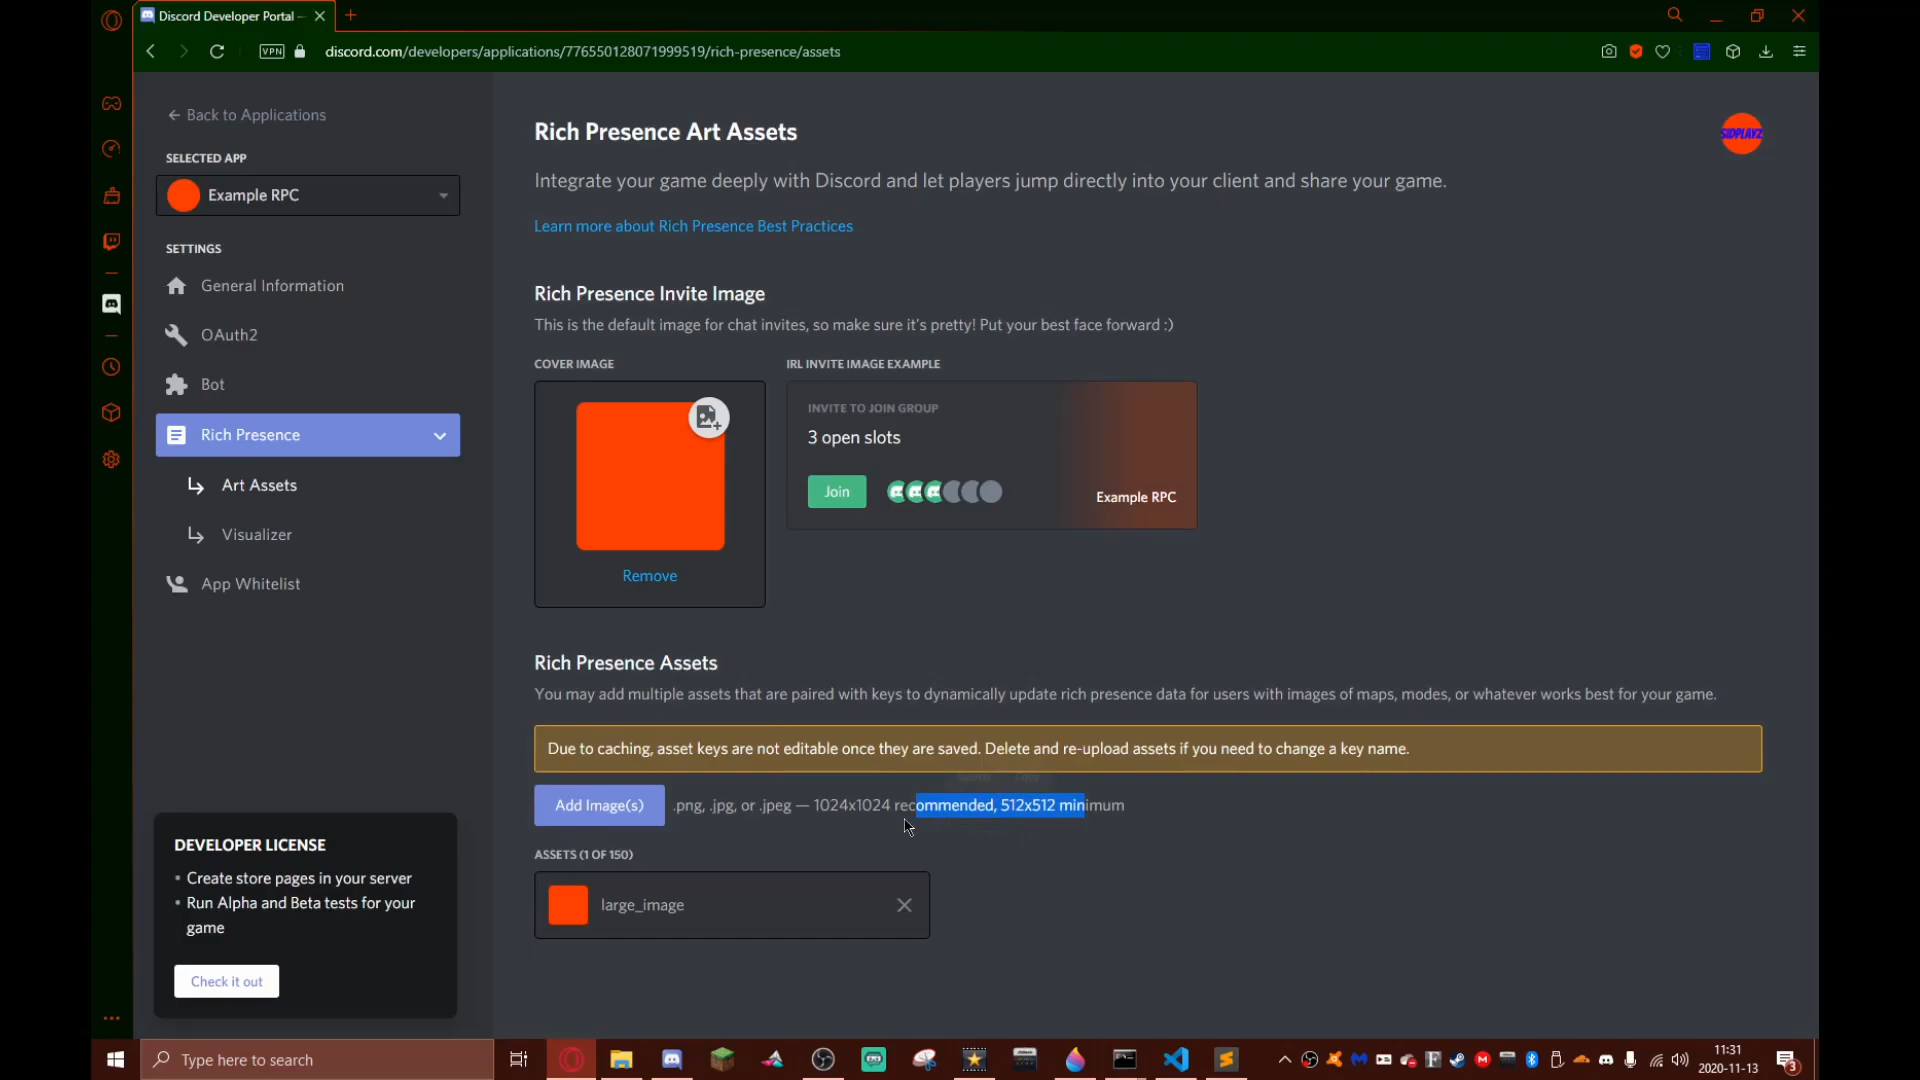 Discord Developer Portal –
VPN
discord.com/developers/applications/776550128071999519/rich-presence/assets
Back to Applications
SELECTED APP
Example RPC
SETTINGS
General Information
OAuth2
Bot
Rich Presence
Art Assets
Visualizer
App Whitelist
DEVELOPER LICENSE
• Create store pages in your server
• Run Alpha and Beta tests for your
game
Check it out
Rich Presence Art Assets
SIDPLAYZ
Integrate your game deeply with Discord and let players jump directly into your client and share your game.
Learn more about Rich Presence Best Practices
Rich Presence Invite Image
This is the default image for chat invites, so make sure it's pretty! Put your best face forward :)
COVER IMAGE
Remove
IRL INVITE IMAGE EXAMPLE
INVITE TO JOIN GROUP
3 open slots
Join
Example RPC
Rich Presence Assets
You may add multiple assets that are paired with keys to dynamically update rich presence data for users with images of maps, modes, or whatever works best for your game.
Due to caching, asset keys are not editable once they are saved. Delete and re-upload assets if you need to change a key name.
Add Image(s)
.png, .jpg, or .jpeg — 1024x1024 recommended, 512x512 minimum
ASSETS (1 OF 150)
large_image
Type here to search
11:31
2020-11-13
3